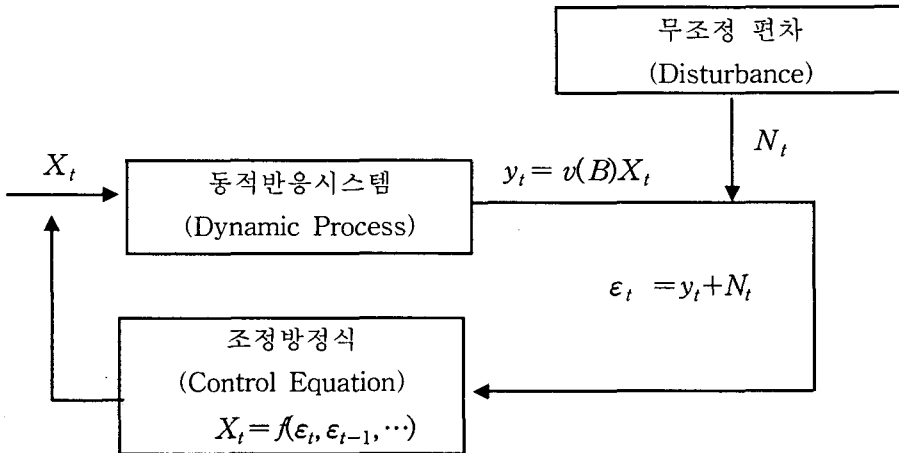 무조정 편차
(Disturbance)
N_t
X_t
동적반응시스템
(Dynamic Process)
y_t = v(B)X_t
ε_t = y_t + N_t
조정방정식
(Control Equation)
X_t = f(ε_t, ε_{t-1}, ⋯)